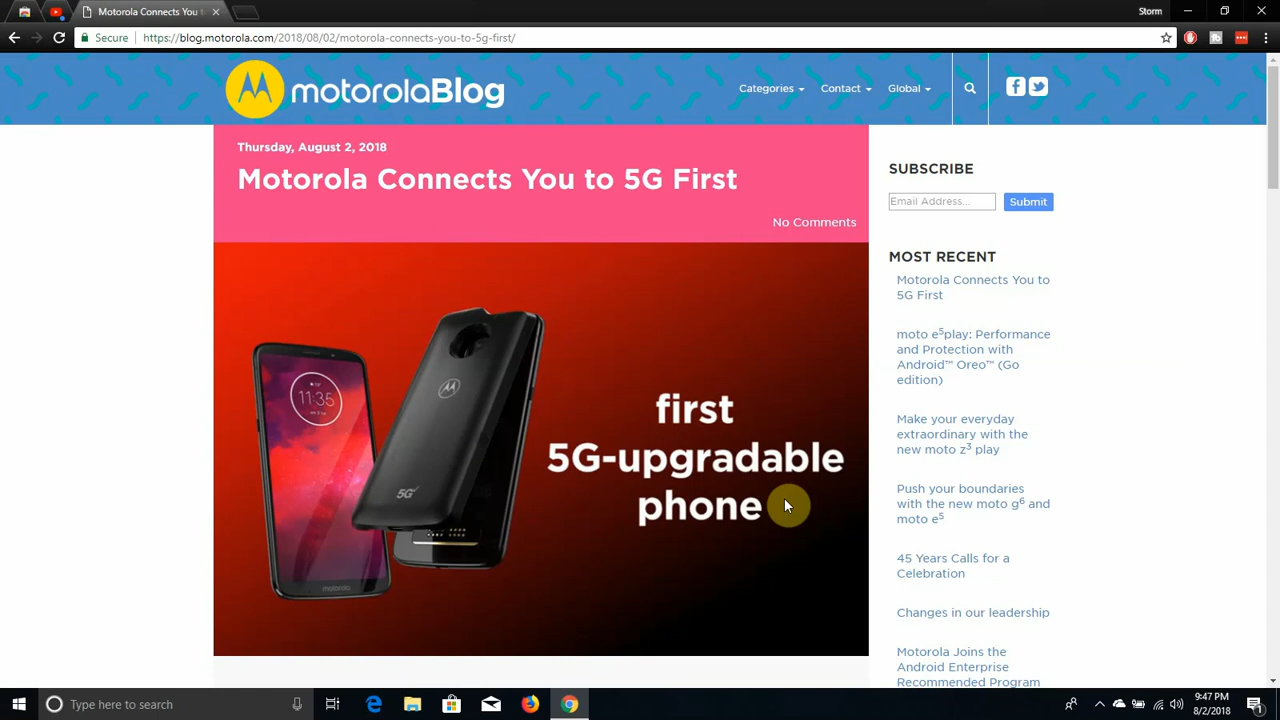 Motorola Connects You t
Storm
Secure
https://blog.motorola.com/2018/08/02/motorola-connects-you-to-5g-first/
motorolaBlog
Categories
Contact
Global
Thursday, August 2, 2018
Motorola Connects You to 5G First
No Comments
11:35
5G
motorola
first
5G-upgradable
phone
SUBSCRIBE
Email Address...
Submit
MOST RECENT
Motorola Connects You to
5G First
moto e⁵play: Performance
and Protection with
Android™ Oreo™ (Go
edition)
Make your everyday
extraordinary with the
new moto z³ play
Push your boundaries
with the new moto g⁶ and
moto e⁵
45 Years Calls for a
Celebration
Changes in our leadership
Motorola Joins the
Android Enterprise
Recommended Program
Type here to search
9:47 PM
8/2/2018